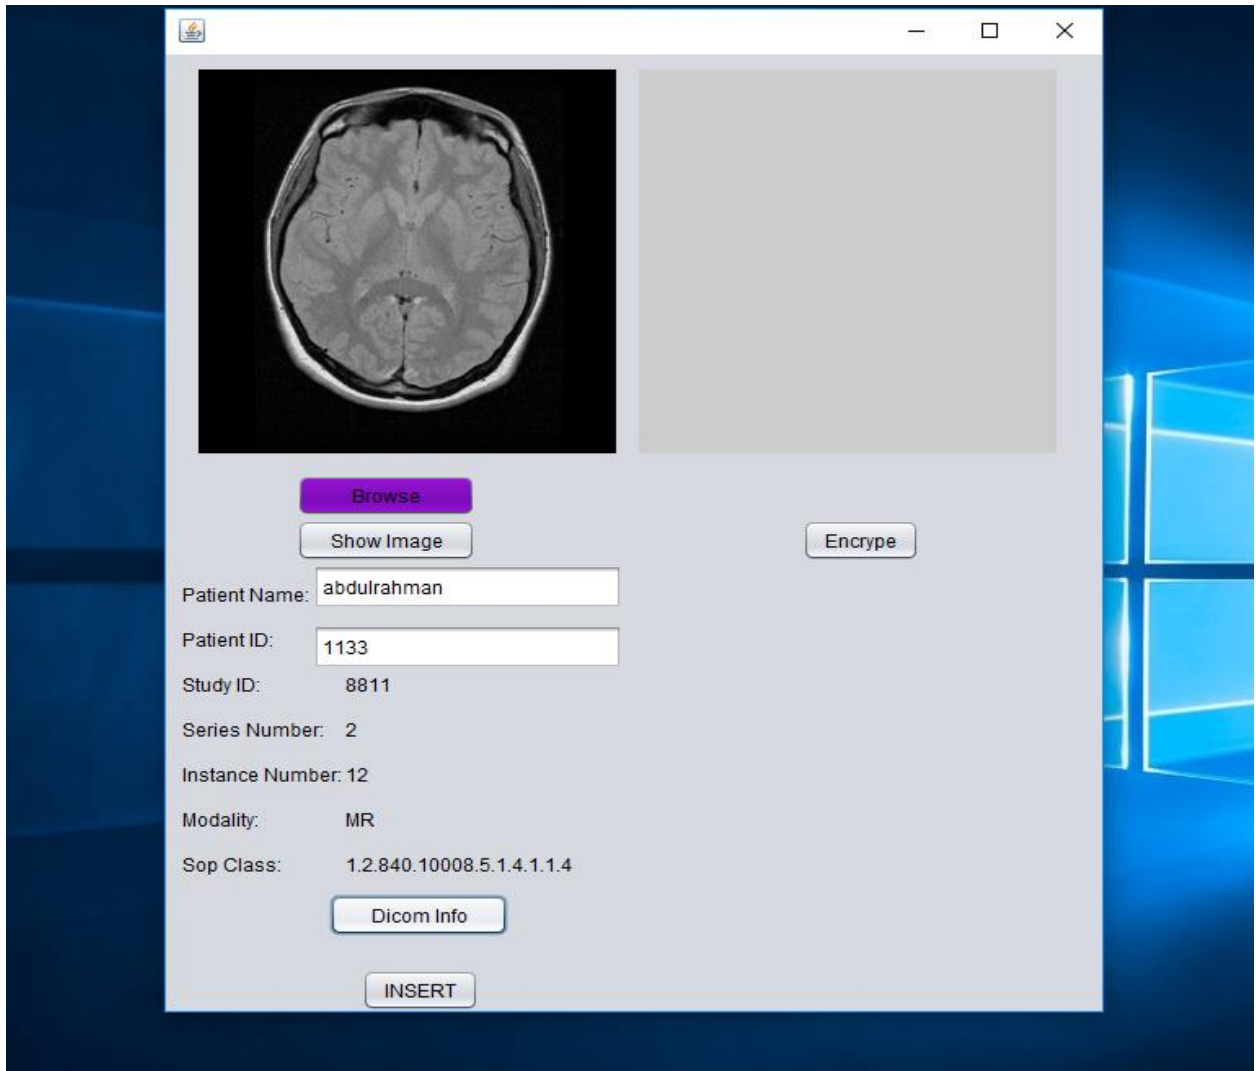 Browse
Show Image
Encrype
Patient Name: abdulrahman
Patient ID: 1133
Study ID: 8811
Series Number: 2
Instance Number: 12
Modality: MR
Sop Class: 1.2.840.10008.5.1.4.1.1.4
Dicom Info
INSERT